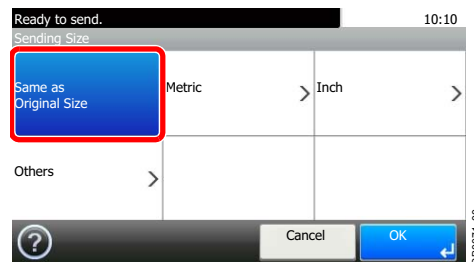 Ready to send.
10:10
Sending Size
Same as
Original Size
Metric
Inch
Others
?
Cancel
OK